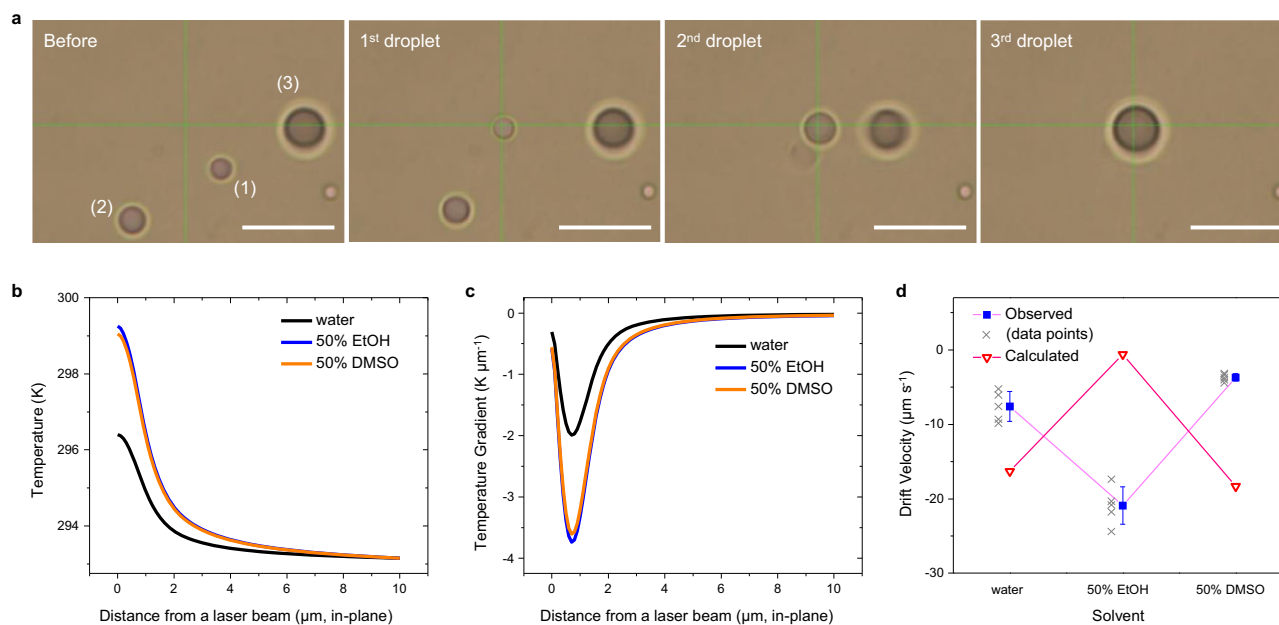 a
Before
1st droplet
2nd droplet
3rd droplet
(3)
(1)
(2)
b
300
298
296
294
Temperature (K)
0 2 4 6 8 10
Distance from a laser beam (μm, in-plane)
water
50% EtOH
50% DMSO
c
0
-1
-2
-3
-4
Temperature Gradient (K μm⁻¹)
0 2 4 6 8 10
Distance from a laser beam (μm, in-plane)
water
50% EtOH
50% DMSO
d
Observed
(data points)
Calculated
0
-10
-20
-30
Drift Velocity (μm s⁻¹)
water 50% EtOH 50% DMSO
Solvent